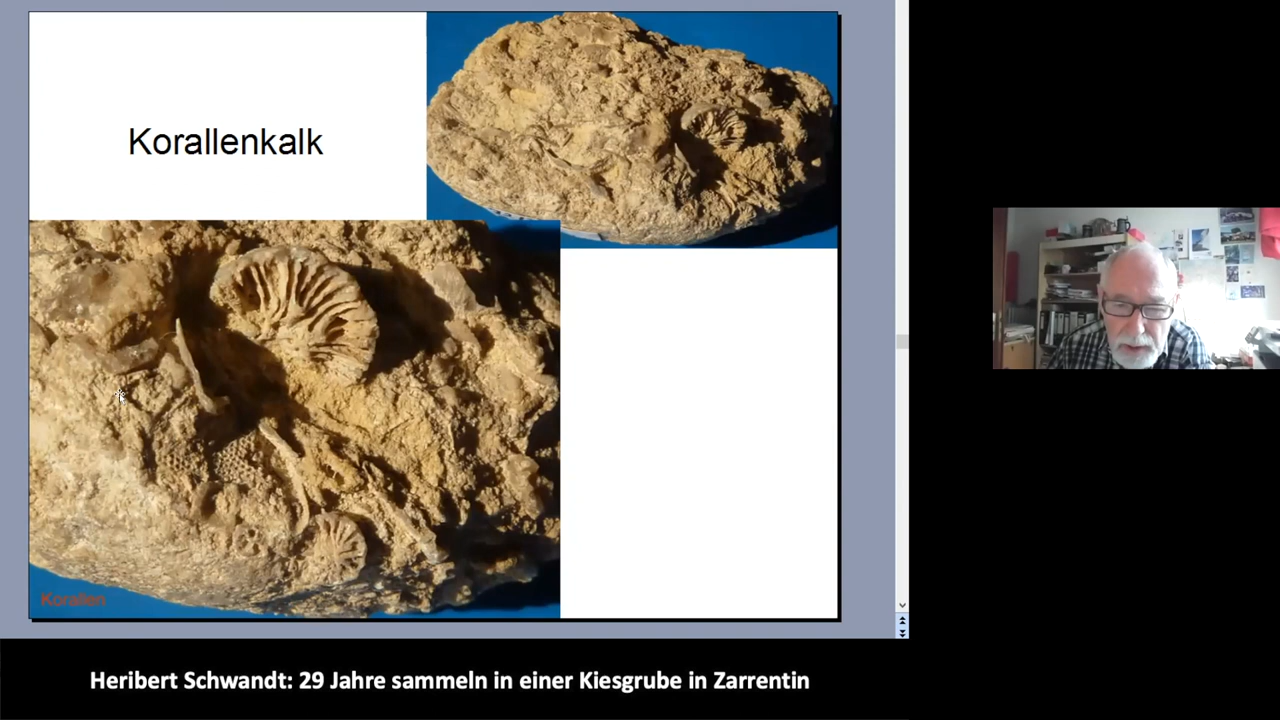 Korallenkalk
Korallen
Heribert Schwandt: 29 Jahre sammeln in einer Kiesgrube in Zarrentin